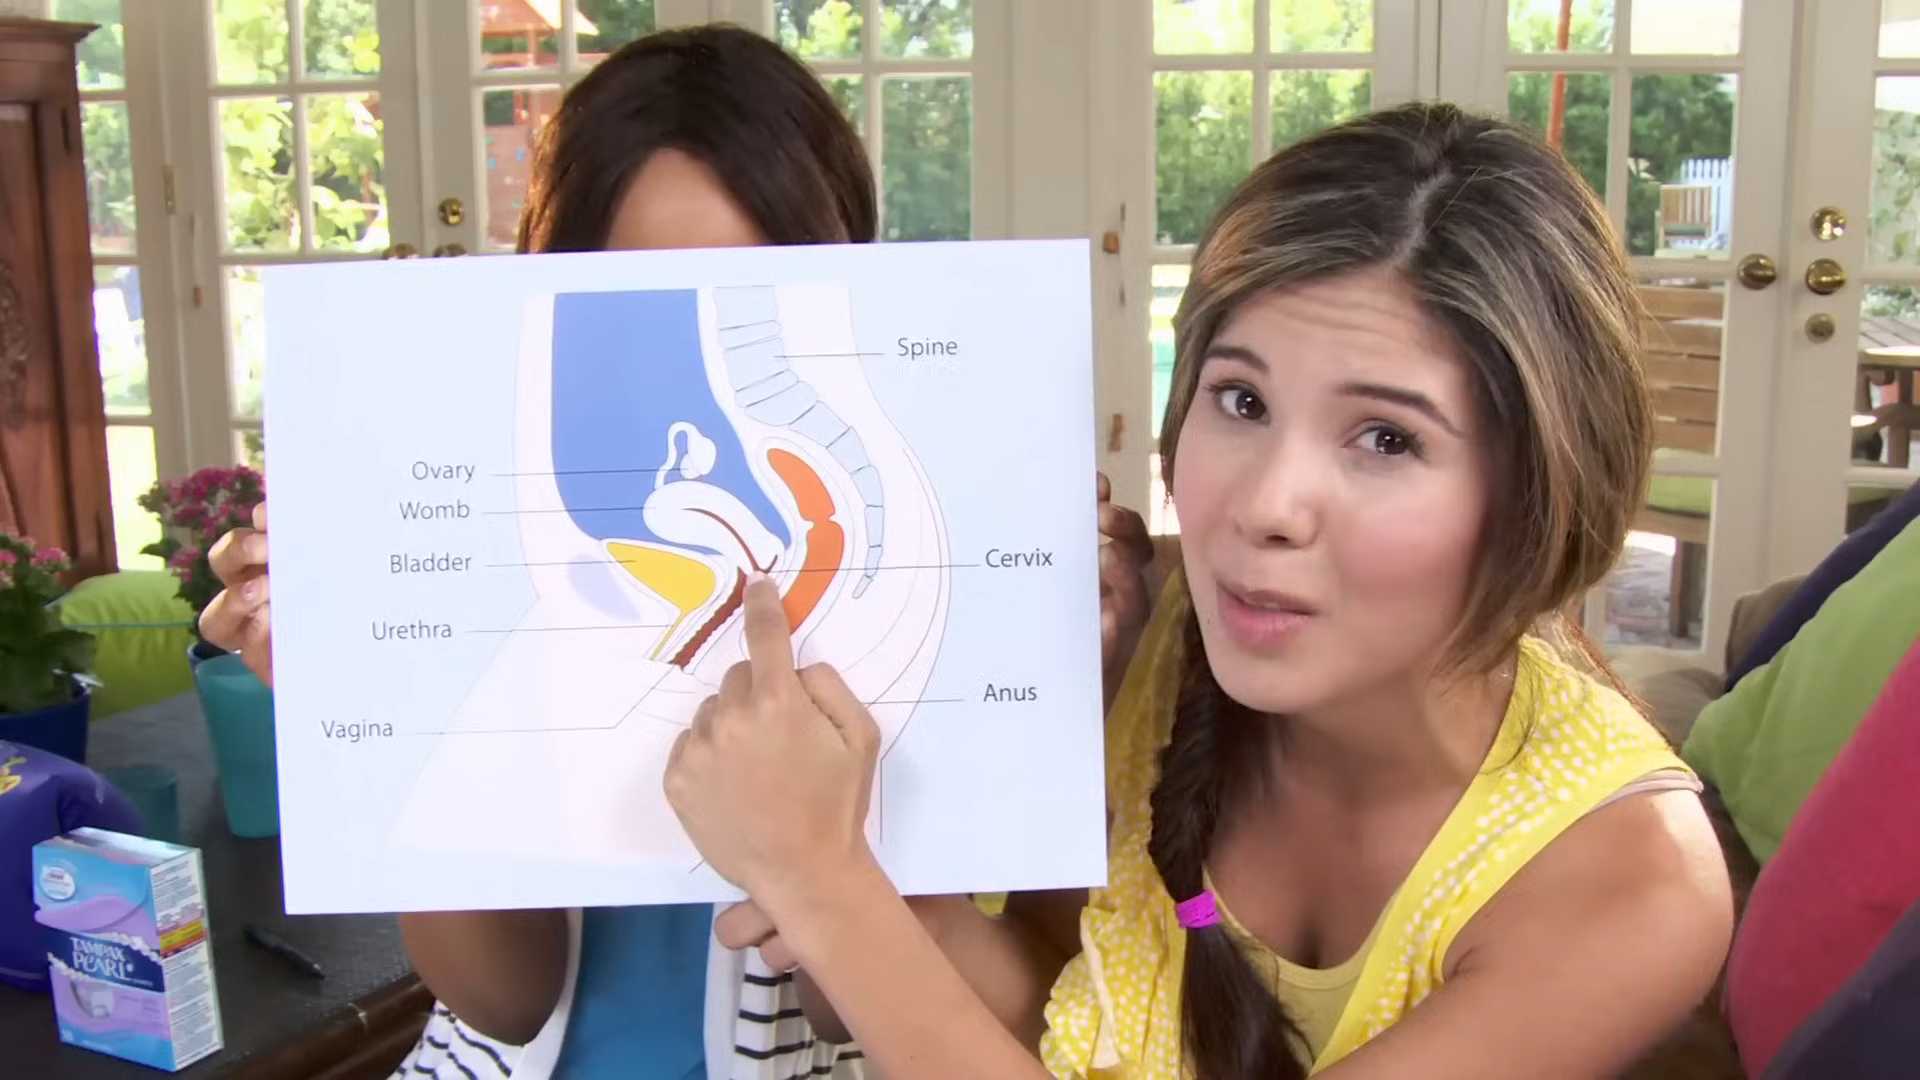 Spine
Ovary
Womb
Bladder
Cervix
Urethra
Anus
Vagina
TAMPAX
PEARL